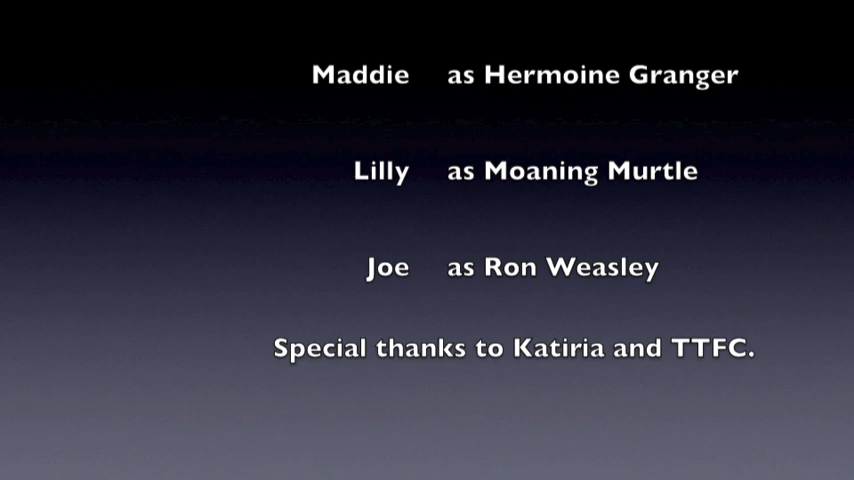 Maddie as Hermoine Granger
Lilly as Moaning Murtle
Joe as Ron Weasley
Special thanks to Katiria and TTFC.